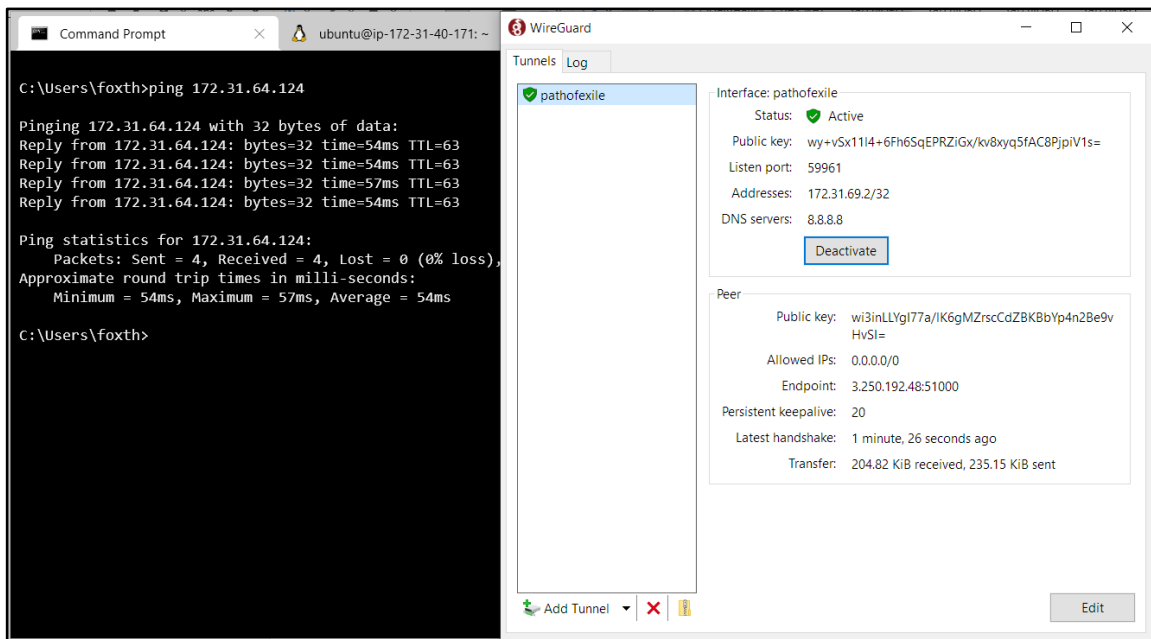 Command Prompt
ubuntu@ip-172-31-40-171: ~
C:\Users\foxth>ping 172.31.64.124
Pinging 172.31.64.124 with 32 bytes of data:
Reply from 172.31.64.124: bytes=32 time=54ms TTL=63
Reply from 172.31.64.124: bytes=32 time=54ms TTL=63
Reply from 172.31.64.124: bytes=32 time=57ms TTL=63
Reply from 172.31.64.124: bytes=32 time=54ms TTL=63
Ping statistics for 172.31.64.124:
Packets: Sent = 4, Received = 4, Lost = 0 (0% loss),
Approximate round trip times in milli-seconds:
Minimum = 54ms, Maximum = 57ms, Average = 54ms
C:\Users\foxth>
WireGuard
Tunnels Log
pathofexile
Interface: pathofexile
Status: Active
Public key: wy+vSx11I4+6Fh6SqEPRZiGx/kv8xyq5fAC8PjpiV1s=
Listen port: 59961
Addresses: 172.31.69.2/32
DNS servers: 8.8.8.8
Deactivate
Peer
Public key: wi3inLLYgI77a/IK6gMZrscCdZBKBbYp4n2Be9v
HvSI=
Allowed IPs: 0.0.0.0/0
Endpoint: 3.250.192.48:51000
Persistent keepalive: 20
Latest handshake: 1 minute, 26 seconds ago
Transfer: 204.82 KiB received, 235.15 KiB sent
Add Tunnel
Edit